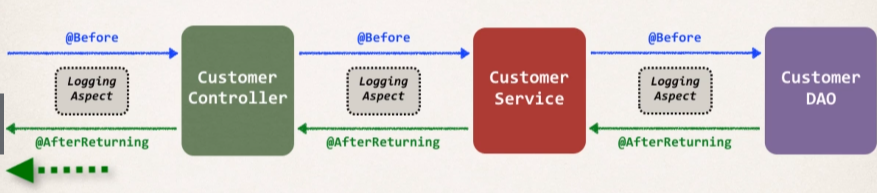 @Before
@Before
@Before
Logging
Aspect
Customer
Controller
Logging
Aspect
Customer
Service
Logging
Aspect
Customer
DAO
@AfterReturning
@AfterReturning
@AfterReturning